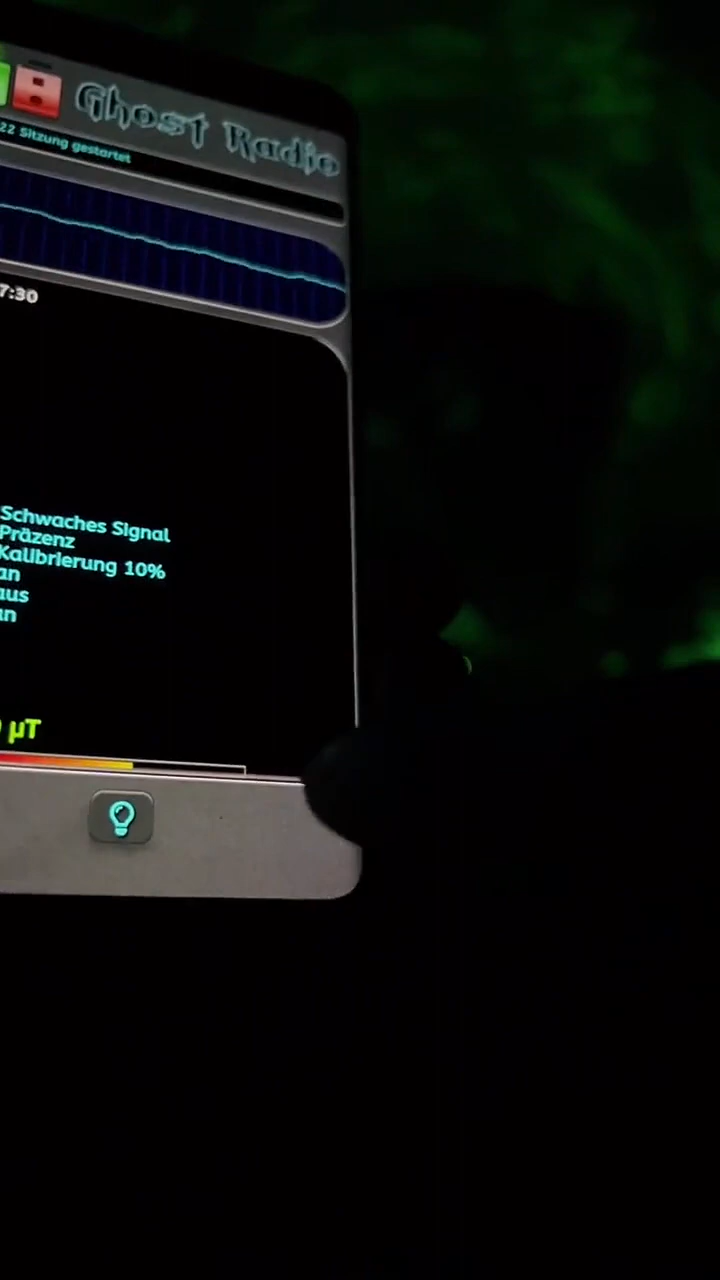 Ghost Radio
22 Sitzung gestartet
7:30
Schwaches Signal
Präzenz
Kalibrierung 10%
an
aus
an
µT